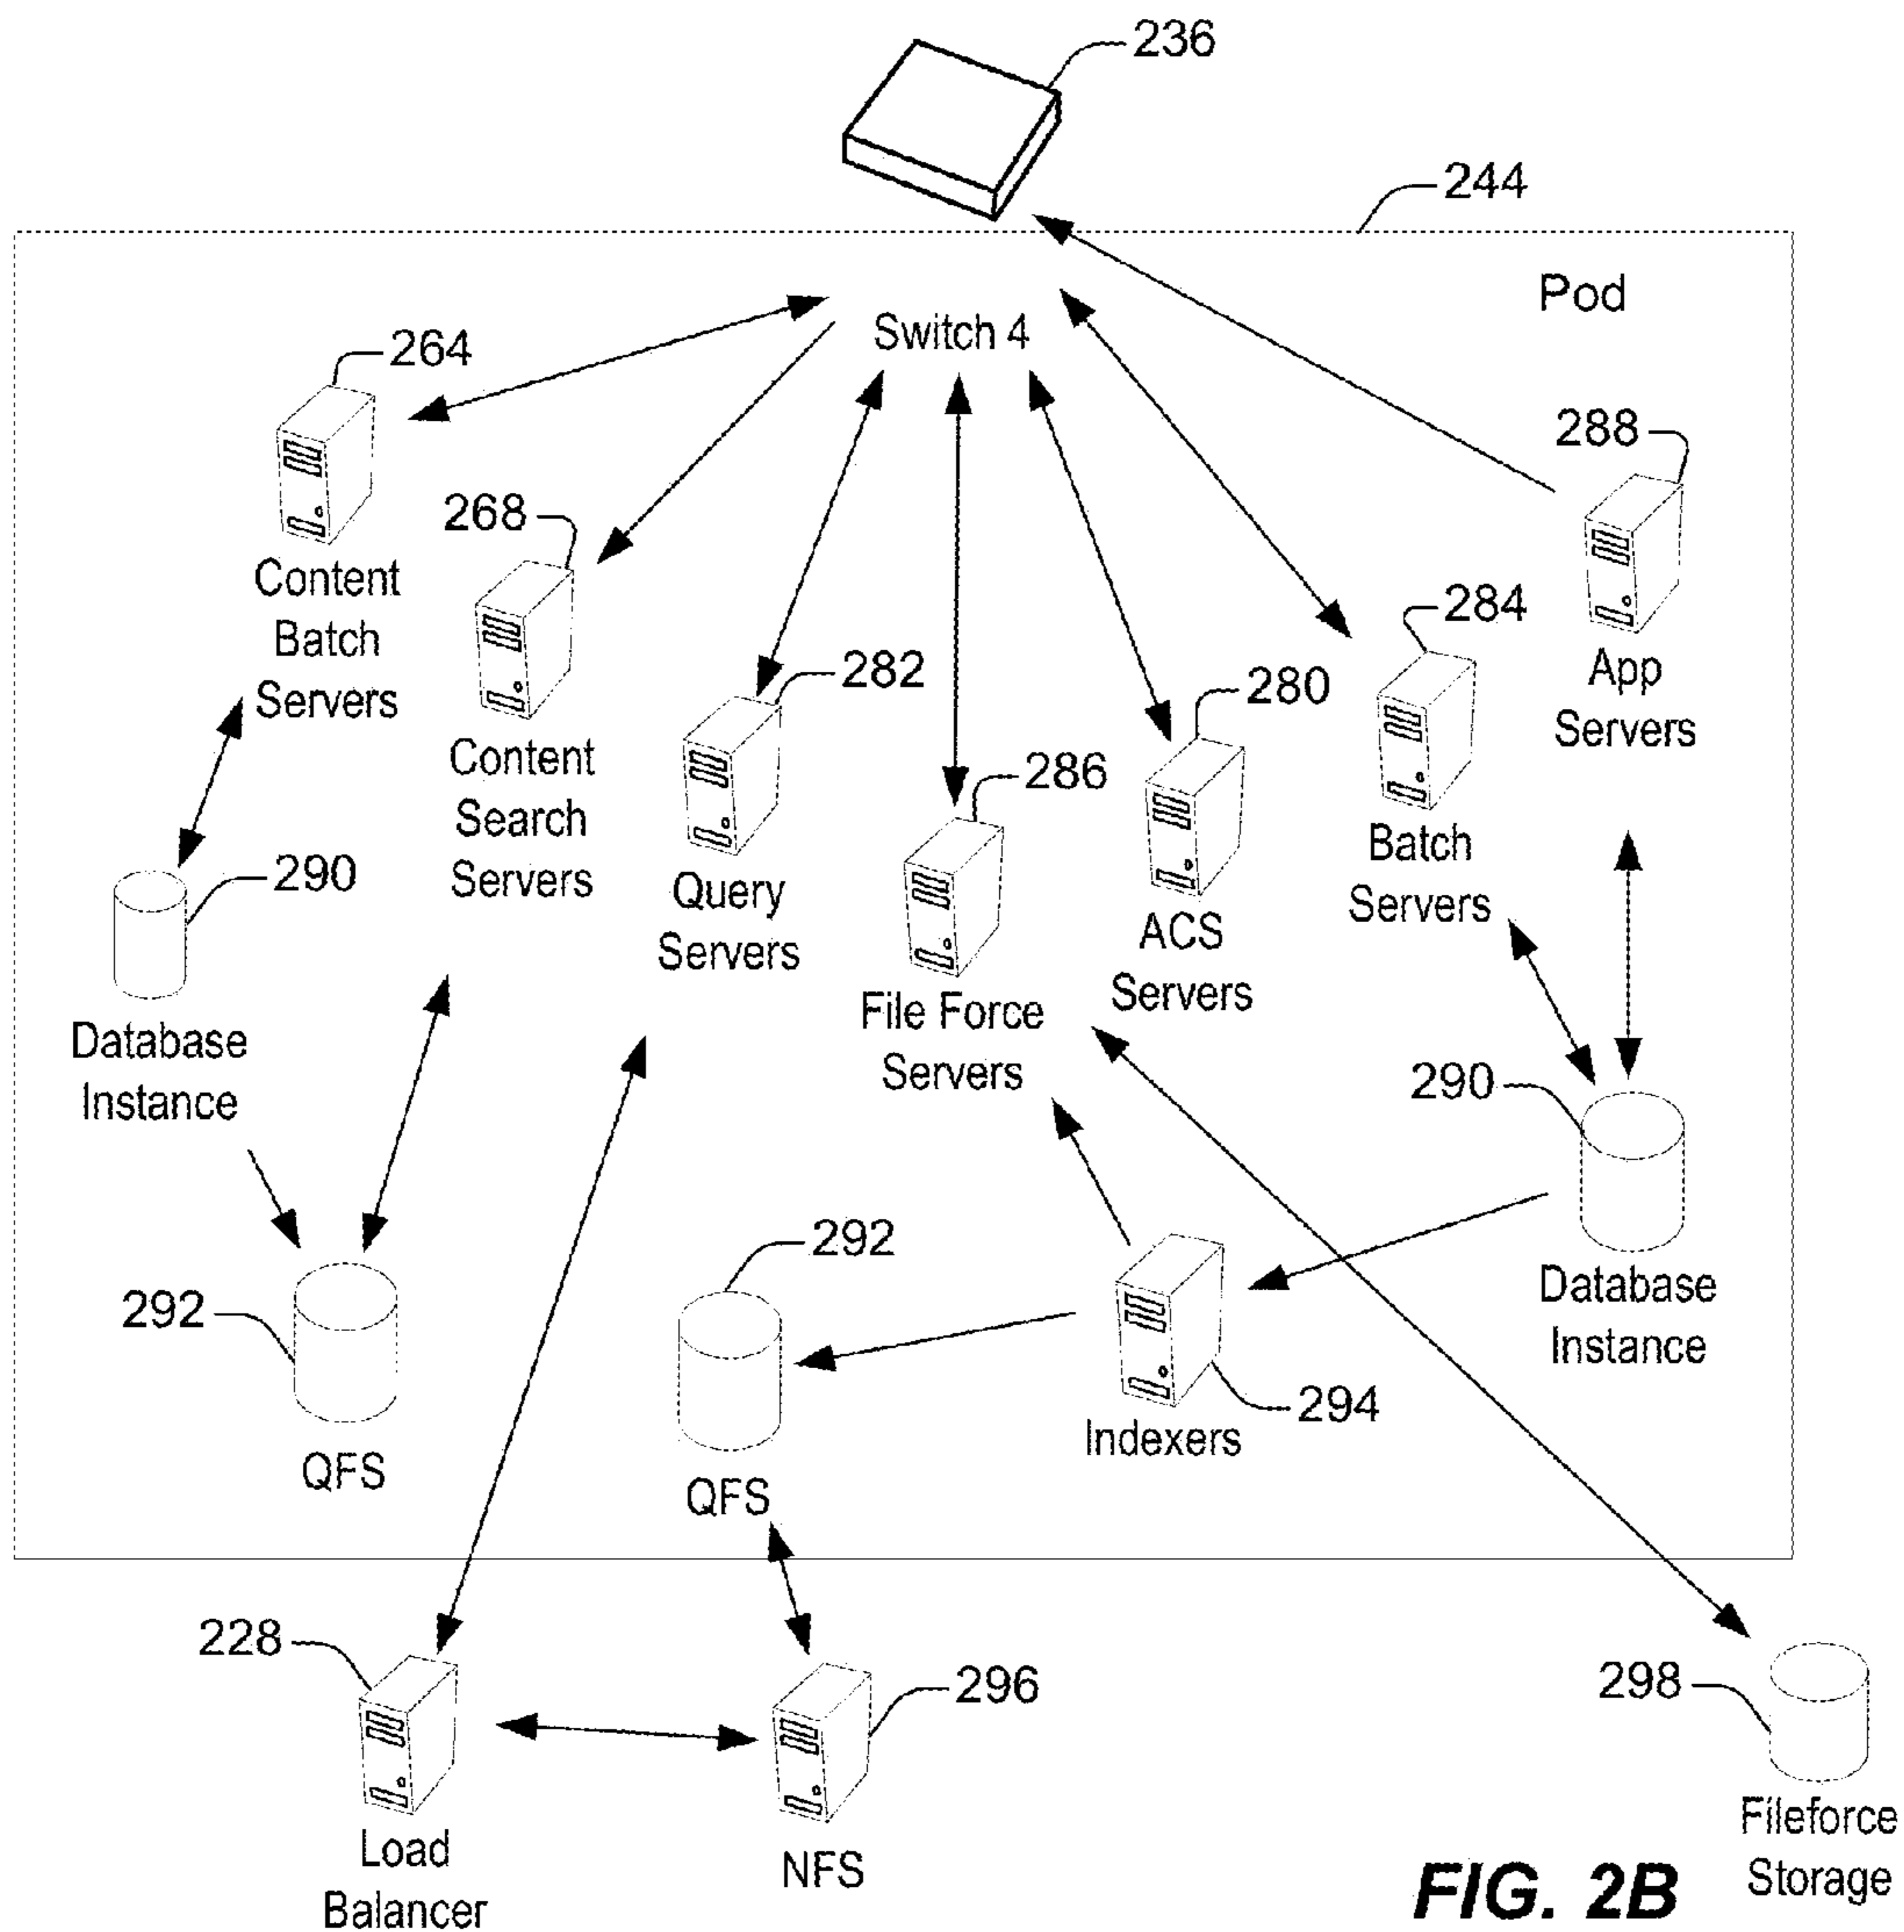 236
244
Pod
Switch 4
264
288
268
Content
Batch
Servers
284
App
Servers
282
280
Content
Search
Servers
286
Batch
Servers
290
Query
Servers
ACS
Servers
File Force
Servers
Database
Instance
290
292
292
Database
Instance
294
Indexers
QFS
QFS
228
296
298
Load
Balancer
NFS
Fileforce
Storage
FIG. 2B